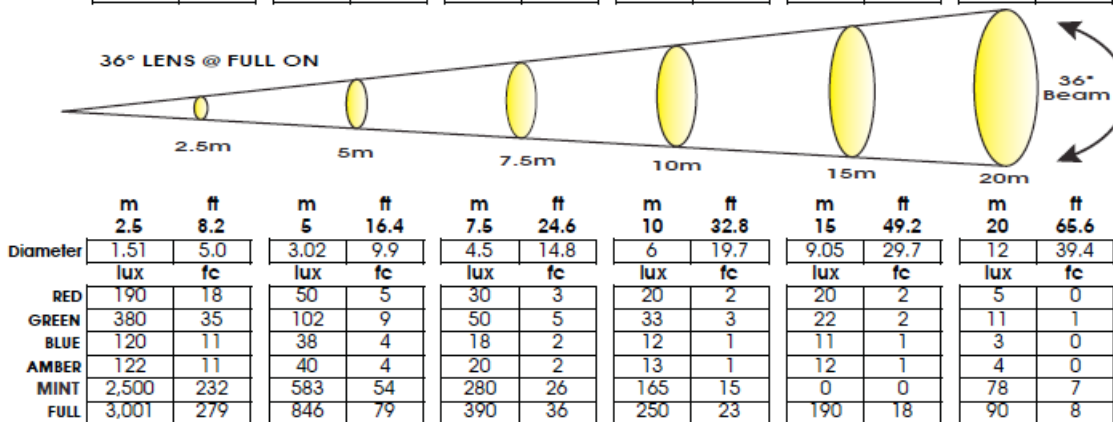 36° LENS @ FULL ON
36°
Beam
2.5m
5m
7.5m
10m
15m
20m
m ft m ft m ft m ft m ft m ft
2.5 8.2 5 16.4 7.5 24.6 10 32.8 15 49.2 20 65.6
Diameter 1.51 5.0 3.02 9.9 4.5 14.8 6 19.7 9.05 29.7 12 39.4
lux fc lux fc lux fc lux fc lux fc lux fc
RED 190 18 50 5 30 3 20 2 20 2 5 0
GREEN 380 35 102 9 50 5 33 3 22 2 11 1
BLUE 120 11 38 4 18 2 12 1 11 1 3 0
AMBER 122 11 40 4 20 2 13 1 12 1 4 0
MINT 2,500 232 583 54 280 26 165 15 0 0 78 7
FULL 3,001 279 846 79 390 36 250 23 190 18 90 8